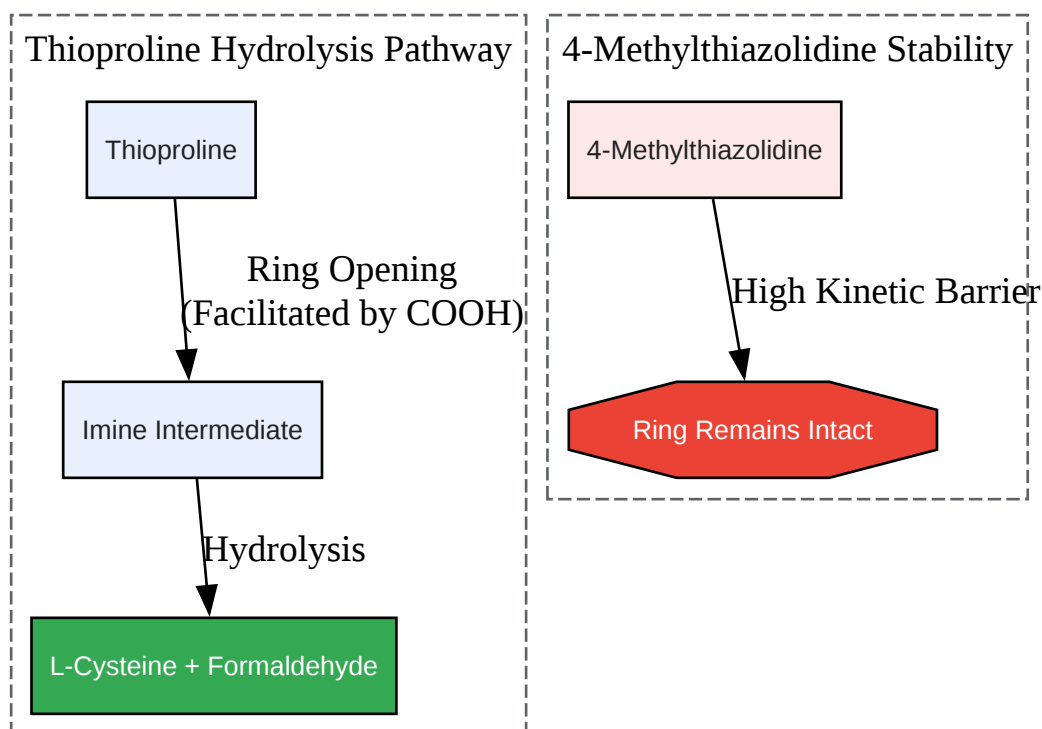 Thioproline Hydrolysis Pathway
Thioproline
Ring Opening
(Facilitated by COOH)
Imine Intermediate
Hydrolysis
L-Cysteine + Formaldehyde
4-Methylthiazolidine Stability
4-Methylthiazolidine
High Kinetic Barrier
Ring Remains Intact